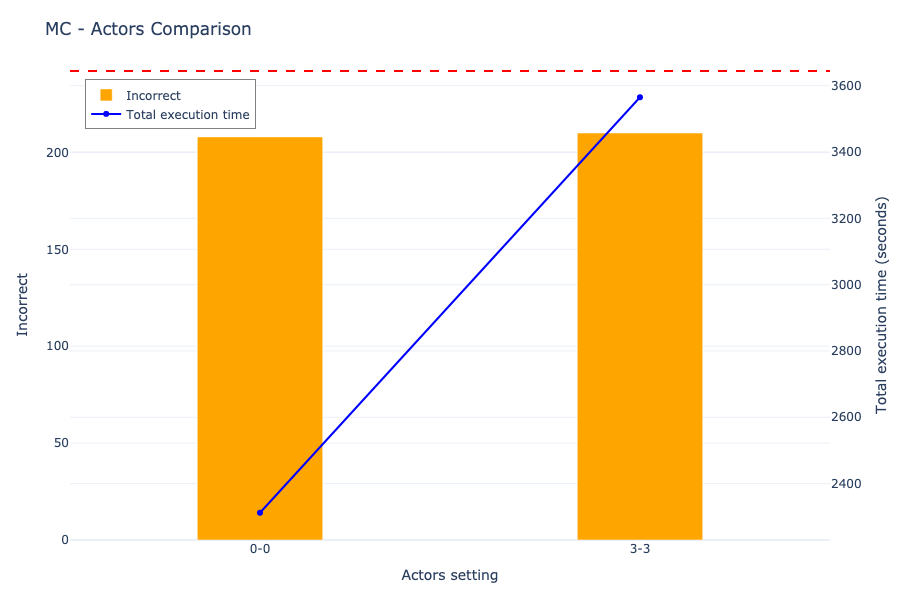 MC - Actors Comparison
Incorrect
Total execution time
200
150
100
50
0
Incorrect
3600
3400
3200
3000
2800
2600
2400
Total execution time (seconds)
0-0
3-3
Actors setting